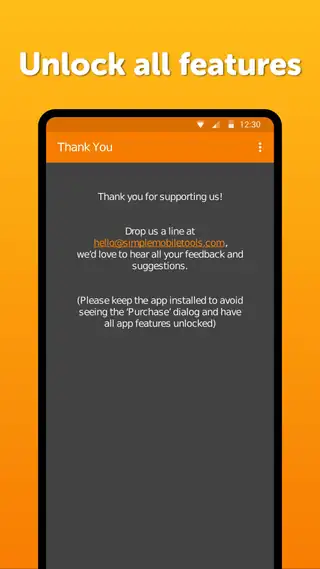 Unlock all features
12:30
Thank You
Thank you for supporting us!
Drop us a line at
hello@simplemobiletools.com,
we'd love to hear all your feedback and
suggestions.
(Please keep the app installed to avoid
seeing the 'Purchase' dialog and have
all app features unlocked)